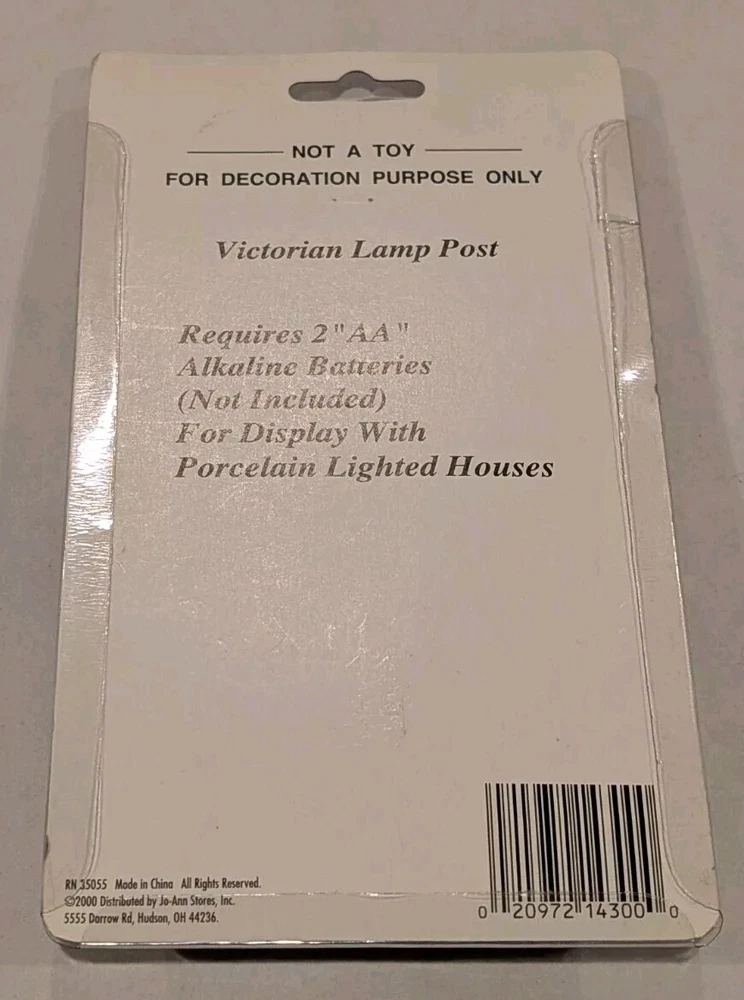 NOT A TOY
FOR DECORATION PURPOSE ONLY
Victorian Lamp Post
Requires 2 "AA"
Alkaline Batteries
(Not Included)
For Display With
Porcelain Lighted Houses
RN 35055 Made in China All Rights Reserved.
©2000 Distributed by Jo-Ann Stores, Inc.
5555 Darrow Rd, Hudson, OH 44236.
0 20972 14300 0